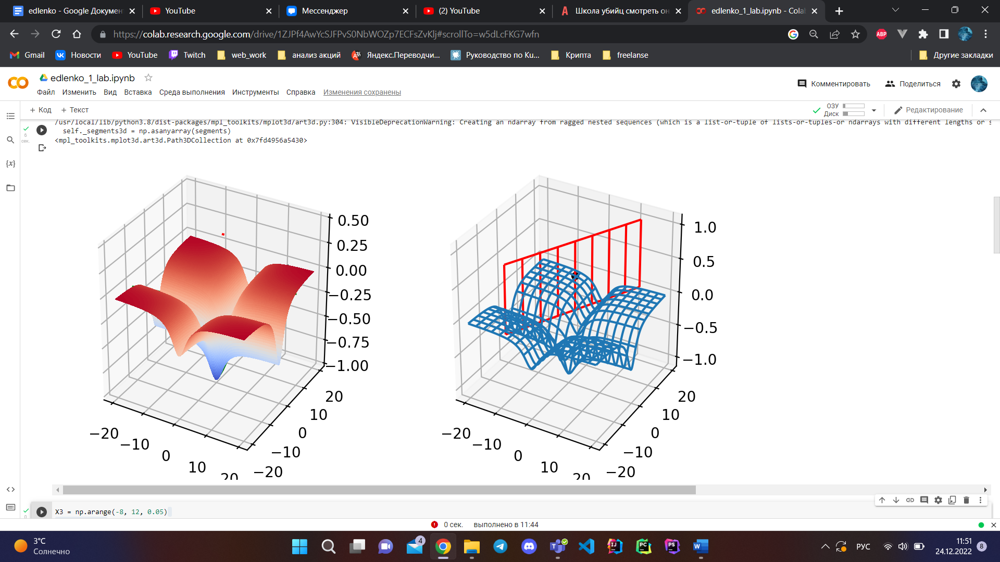 edlenko - Google Докумен
YouTube
Мессенджер
(2) YouTube
Школа убийц смотреть он
edlenko_1_lab.ipynb - Cola
https://colab.research.google.com/drive/1ZJPf4AwYcSJFPvS0NbWOZp7ECFsZvKlj#scrollTo=w5dLcFKG7wfn
ABP
Gmail
Новости
YouTube
Twitch
web_work
анализ акций
Яндекс.Переводчи...
Руководство по Ku...
Крипта
freelanse
Другие закладки
edlenko_1_lab.ipynb
Комментировать
Поделиться
Файл Изменить Вид Вставка Среда выполнения Инструменты Справка Изменения сохранены
+ Код + Текст
ОЗУ
Диск
Редактирование
/usr/local/lib/python3.8/dist-packages/mpl_toolkits/mplot3d/art3d.py:304: VisibleDeprecationWarning: Creating an ndarray from ragged nested sequences (which is a list-or-tuple of lists-or-tuples-or ndarrays with different lengths or s
self._segments3d = np.asanyarray(segments)
<mpl_toolkits.mplot3d.art3d.Path3DCollection at 0x7fd4956a5430>
6
сек.
{x}
0.50
0.25
0.00
−0.25
−0.50
−0.75
−1.00
20
10
0
−10
−20
−20
−10
0
10
20
1.0
0.5
0.0
−0.5
−1.0
20
10
0
−10
−20
−20
−10
0
10
20
X3 = np.arange(-8, 12, 0.05)
0
0 сек. выполнено в 11:44
3°C
Солнечно
4
РУС
11:51
24.12.2022
8